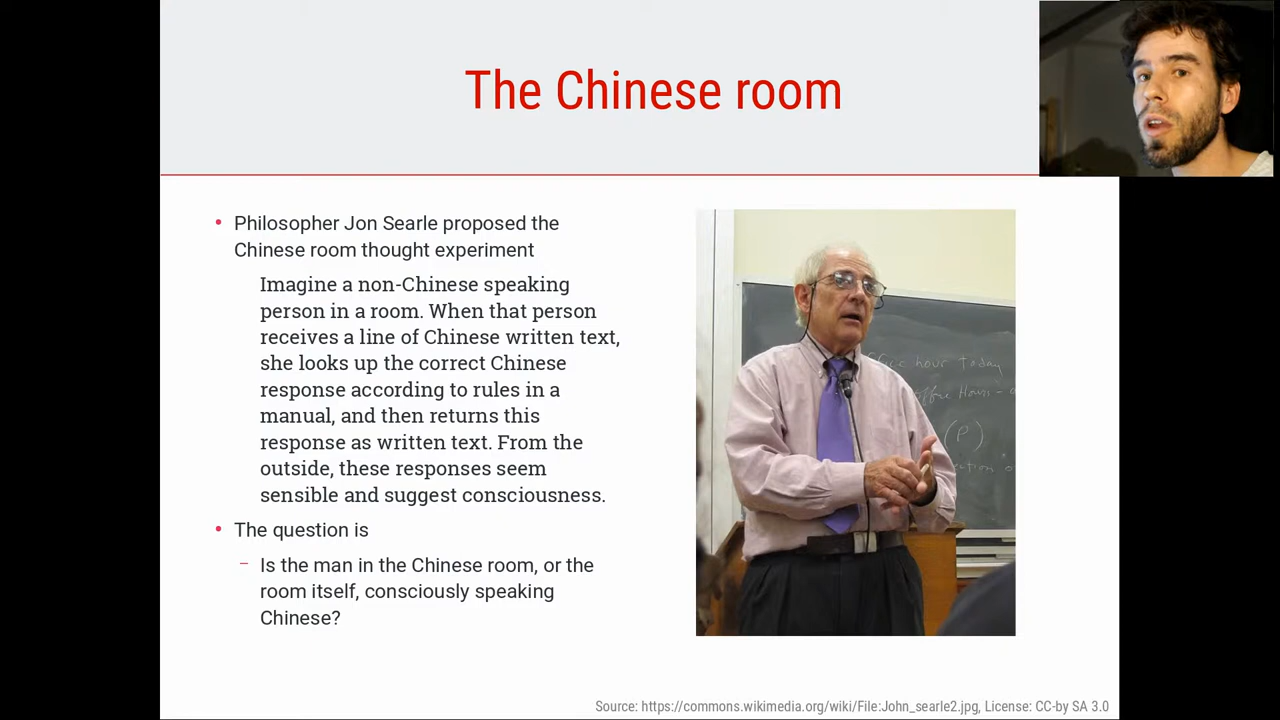 The Chinese room
• Philosopher Jon Searle proposed the
Chinese room thought experiment
Imagine a non-Chinese speaking
person in a room. When that person
receives a line of Chinese written text,
she looks up the correct Chinese
response according to rules in a
manual, and then returns this
response as written text. From the
outside, these responses seem
sensible and suggest consciousness.
• The question is
– Is the man in the Chinese room, or the
room itself, consciously speaking
Chinese?
hour today
office Hour-
(P)
Source: https://commons.wikimedia.org/wiki/File:John_searle2.jpg, License: CC-by SA 3.0